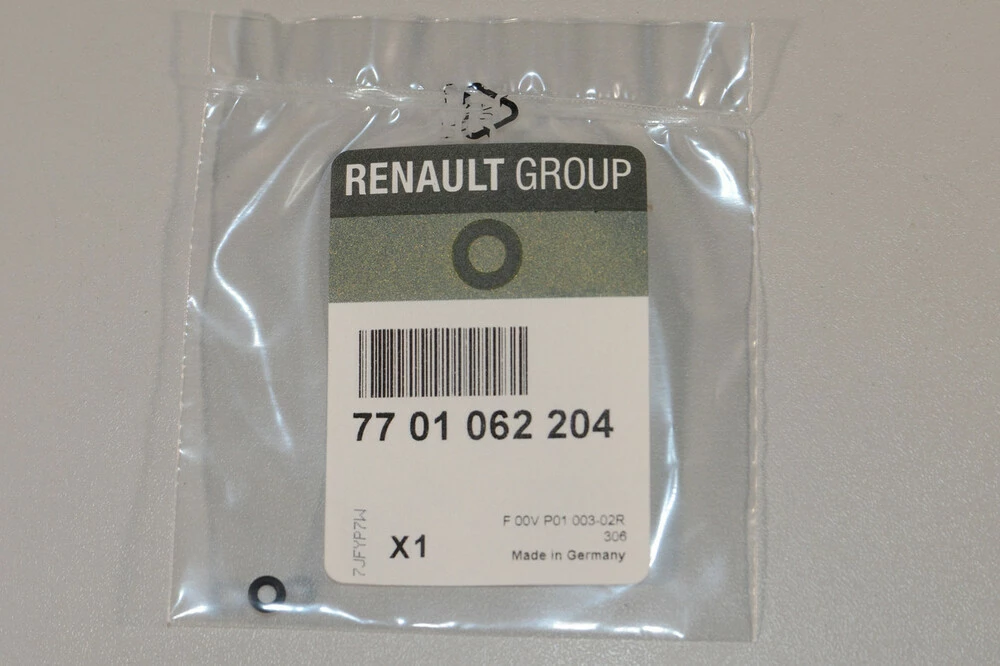 RENAULT GROUP
77 01 062 204
7JFYP7W
X1
F 00V P01 003-02R
306
Made in Germany